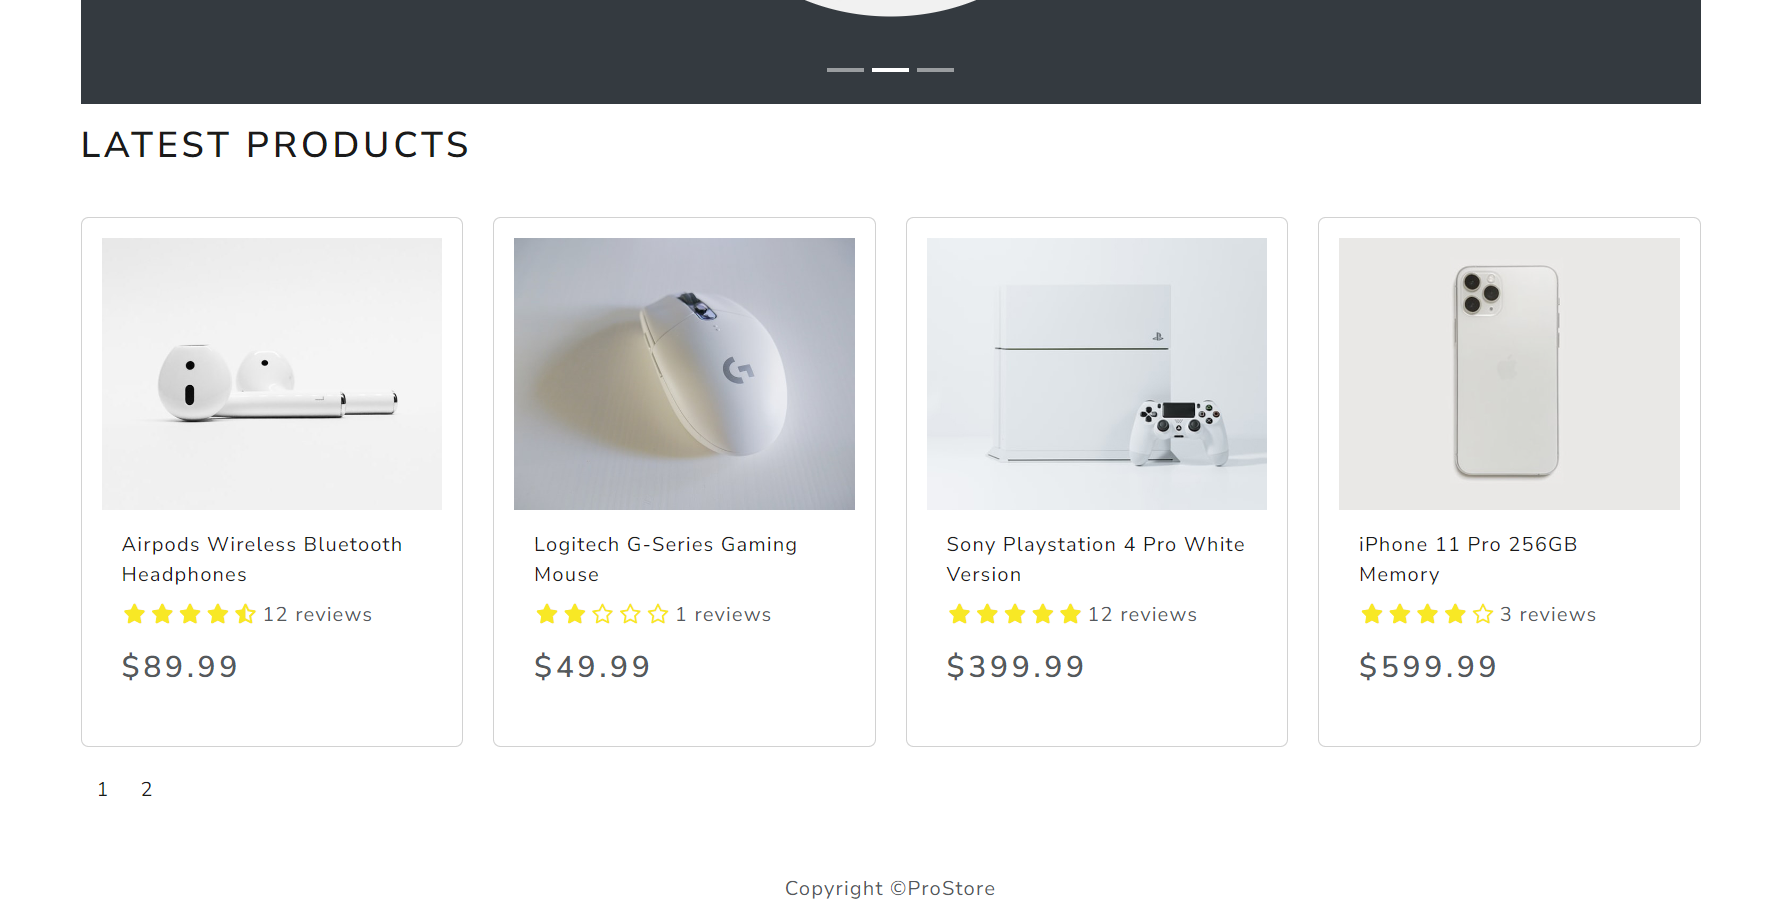 LATEST PRODUCTS
Airpods Wireless Bluetooth
Headphones
12 reviews
$89.99
Logitech G-Series Gaming
Mouse
1 reviews
$49.99
Sony Playstation 4 Pro White
Version
12 reviews
$399.99
iPhone 11 Pro 256GB
Memory
3 reviews
$599.99
1 2
Copyright ©ProStore